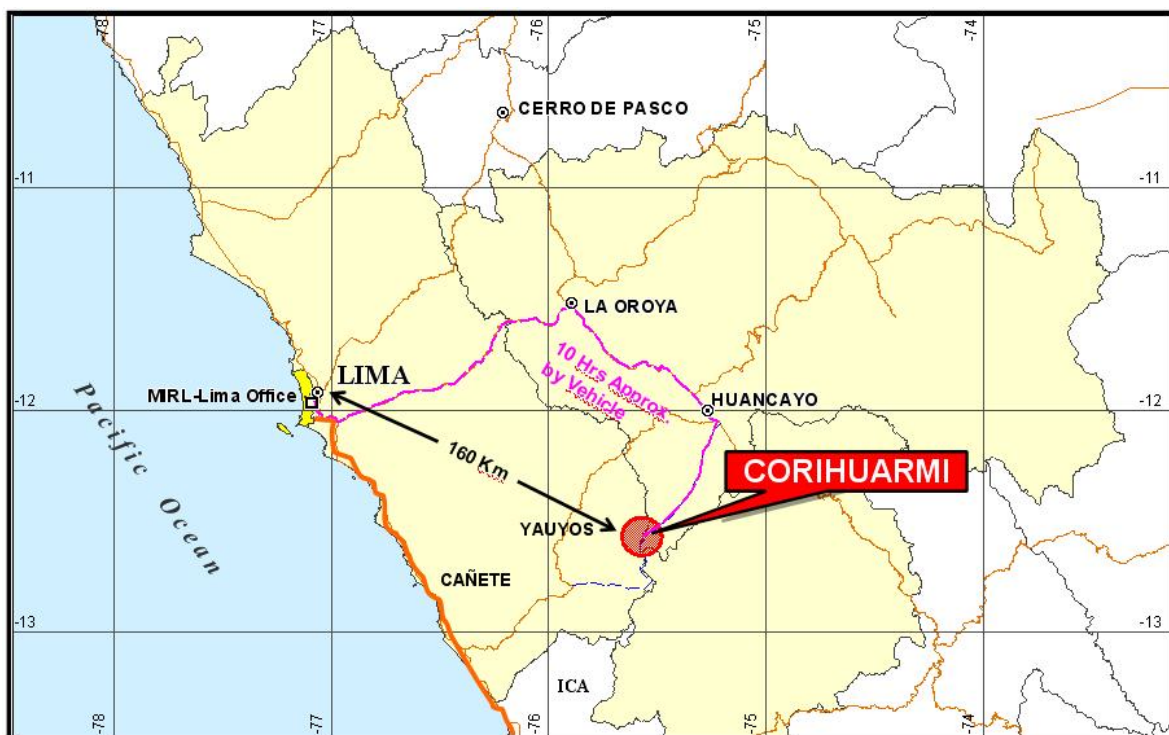 -78
-77
-76
-75
-74
CERRO DE PASCO
-11
-11
LA OROYA
10 Hrs Approx.
by Vehicle
LIMA
MIRL-Lima Office
HUANCAYO
-12
-12
160 Km
CORIHUARMI
YAUYOS
Pacific Ocean
CAÑETE
-13
-13
ICA
-78
-77
-76
-75
-74